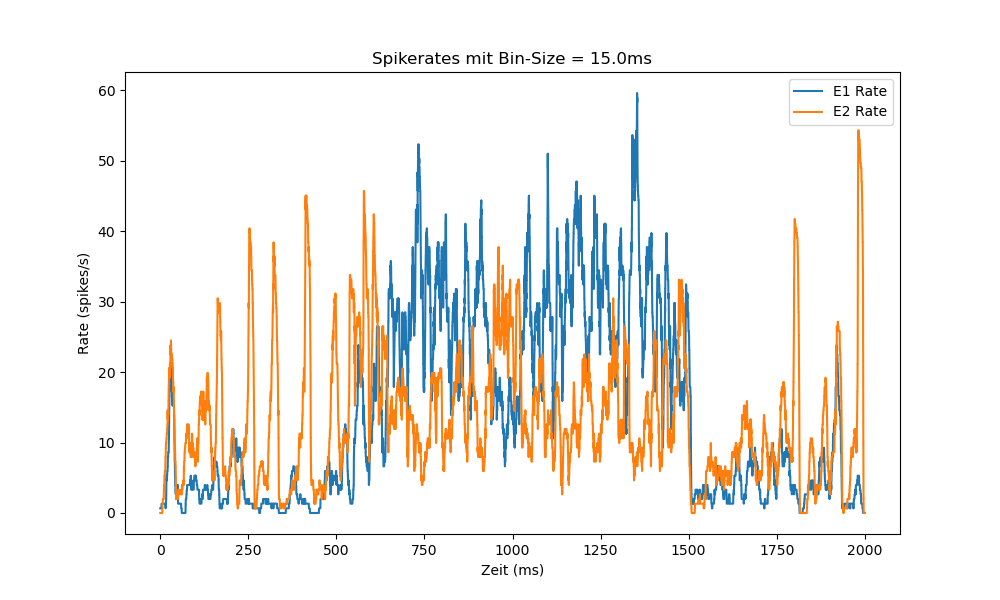 Spikerates mit Bin-Size = 15.0ms
E1 Rate
E2 Rate
60
50
40
30
20
10
0
Rate (spikes/s)
0 250 500 750 1000 1250 1500 1750 2000
Zeit (ms)